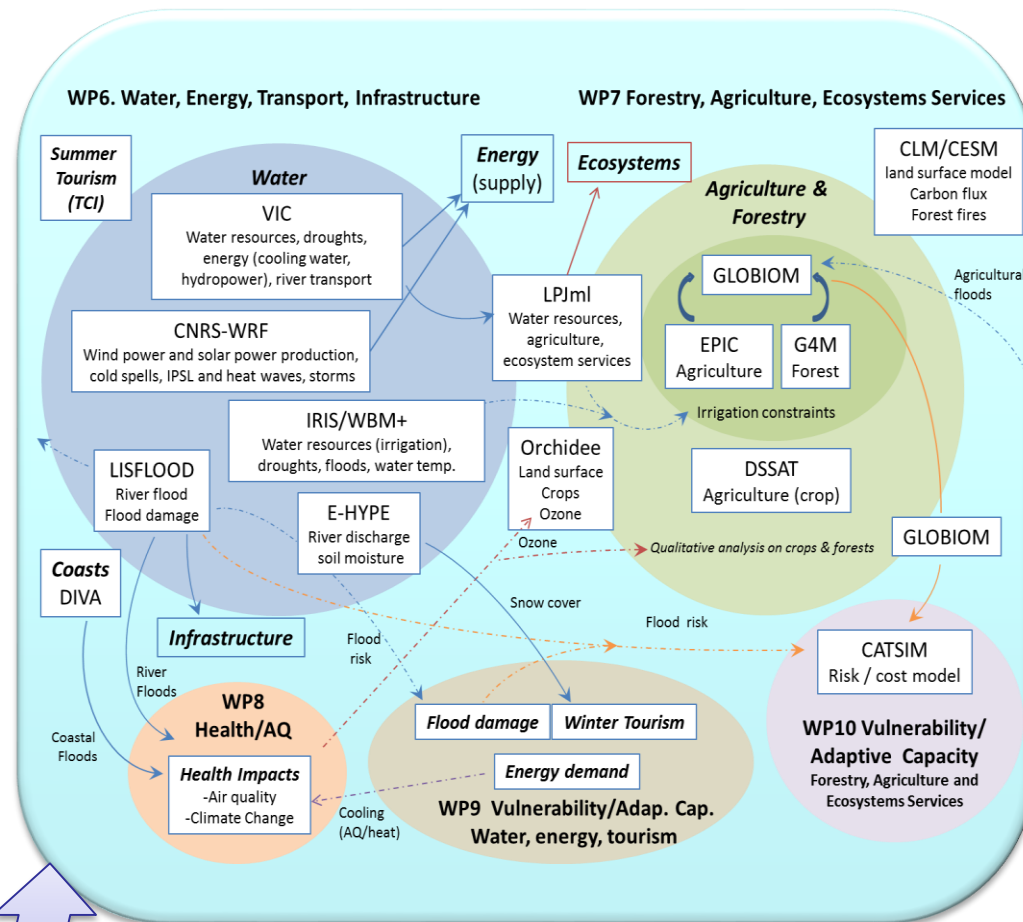 WP6. Water, Energy, Transport, Infrastructure
WP7 Forestry, Agriculture, Ecosystems Services
Summer
Tourism
(TCI)
Water
VIC
Water resources, droughts,
energy (cooling water,
hydropower), river transport
Energy
(supply)
Ecosystems
CNRS-WRF
Wind power and solar power production,
cold spells, IPSL and heat waves, storms
LPJml
Water resources,
agriculture,
ecosystem services
Agriculture &
Forestry
CLM/CESM
land surface model
Carbon flux
Forest fires
GLOBIOM
Agricultural
floods
EPIC
Agriculture
G4M
Forest
Irrigation constraints
IRIS/WBM+
Water resources (irrigation),
droughts, floods, water temp.
LISFLOOD
River flood
Flood damage
E-HYPE
River discharge
soil moisture
Orchidee
Land surface
Crops
Ozone
Ozone
DSSAT
Agriculture (crop)
Qualitative analysis on crops & forests
GLOBIOM
Coasts
DIVA
Infrastructure
Snow cover
Flood
risk
Flood risk
River
Floods
Coastal
Floods
CATSIM
Risk / cost model
WP8
Health/AQ
Health Impacts
-Air quality
-Climate Change
Flood damage
Winter Tourism
Energy demand
Cooling
(AQ/heat)
WP9 Vulnerability/Adap. Cap.
Water, energy, tourism
WP10 Vulnerability/
Adaptive Capacity
Forestry, Agriculture and
Ecosystems Services